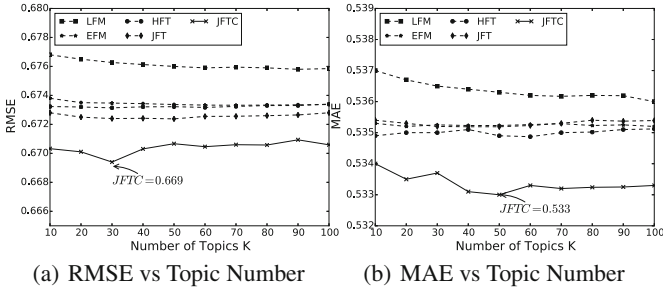 0.680
0.678
0.676
0.674
0.672
0.670
0.668
0.666
RMSE
LFM
EFM
HFT
JFT
JFTC
JFTC=0.669
10 20 30 40 50 60 70 80 90 100
Number of Topics K
(a) RMSE vs Topic Number
0.538
0.537
0.536
0.535
0.534
0.533
0.532
MAE
LFM
JFT
HFT
EFM
JFTC
JFTC=0.533
10 20 30 40 50 60 70 80 90 100
Number of Topics K
(b) MAE vs Topic Number